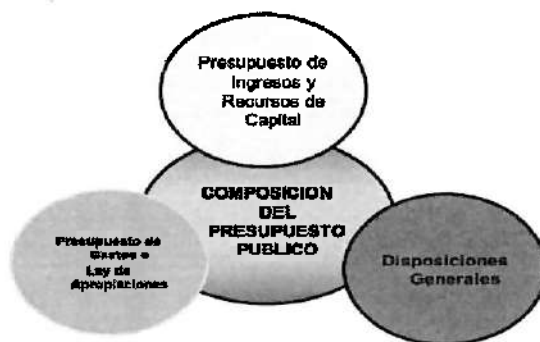 Presupuesto de
Ingresos y
Recursos de
Capital
COMPOSICION
DEL
PRESUPUESTO
PUBLICO
Presupuesto de
Gastos o
Ley de
Apropiaciones
Disposiciones
Generales